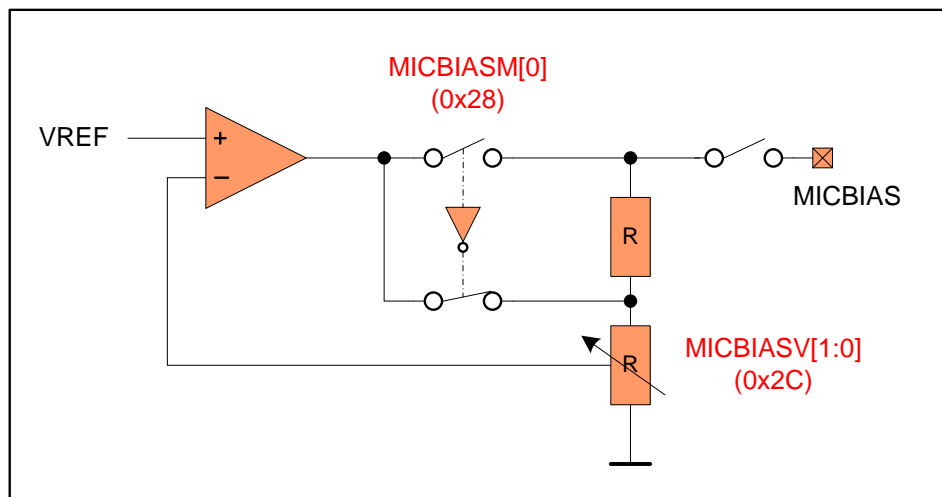 MICBIASM[0]
(0x28)
VREF
+
−
MICBIAS
R
R
MICBIASV[1:0]
(0x2C)